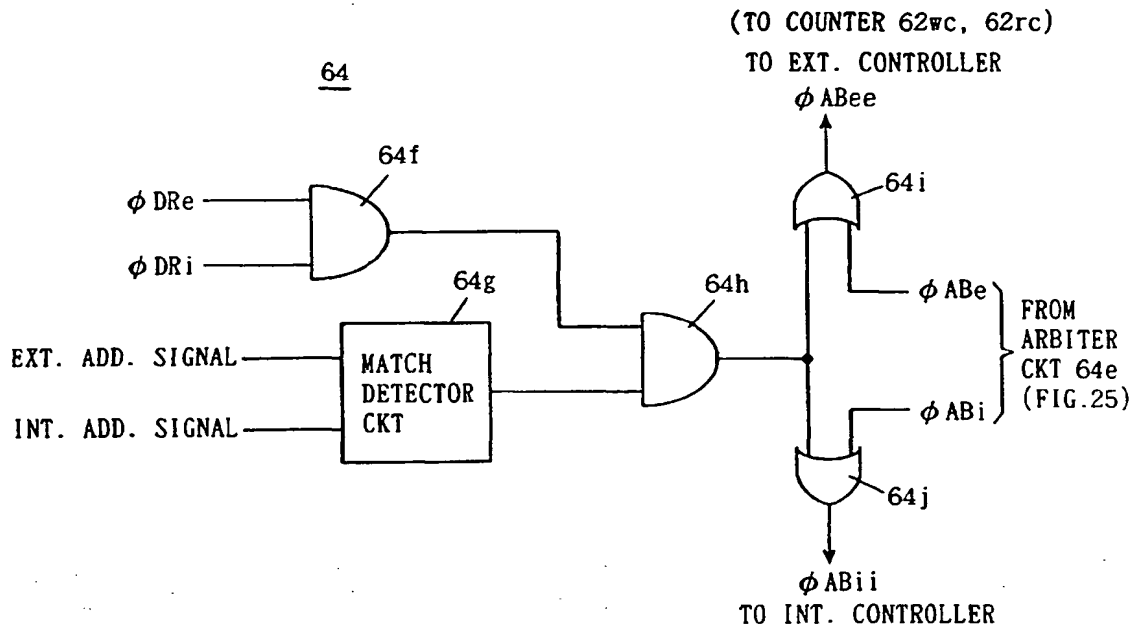 (TO COUNTER 62wc, 62rc)
TO EXT. CONTROLLER
φ ABee
64
64f
64i
φ DRe
φ DRi
64g
64h
φ ABe
φ ABi
FROM
ARBITER
CKT 64e
(FIG.25)
EXT. ADD. SIGNAL
INT. ADD. SIGNAL
MATCH
DETECTOR
CKT
64j
φ ABii
TO INT. CONTROLLER